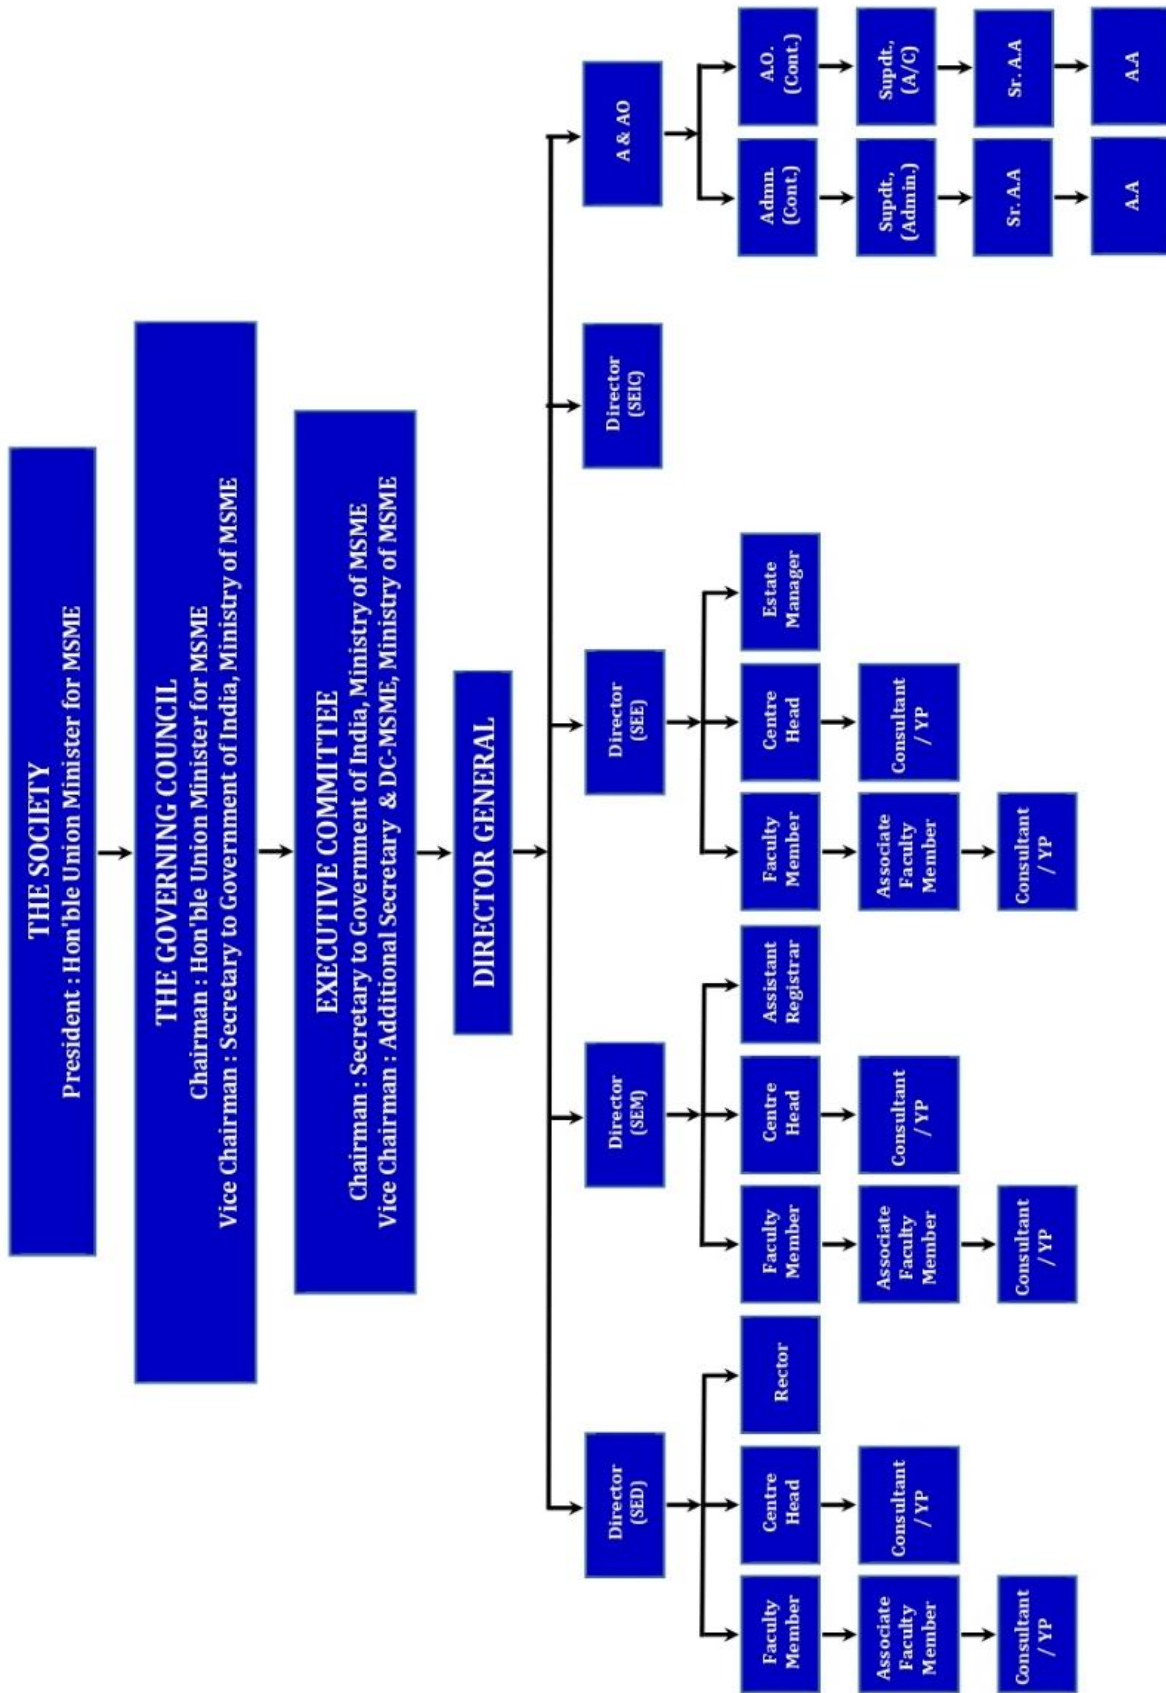 THE SOCIETY
President : Hon'ble Union Minister for MSME
THE GOVERNING COUNCIL
Chairman : Hon'ble Union Minister for MSME
Vice Chairman : Secretary to Government of India, Ministry of MSME
EXECUTIVE COMMITTEE
Chairman : Secretary to Government of India, Ministry of MSME
Vice Chairman : Additional Secretary & DC-MSME, Ministry of MSME
DIRECTOR GENERAL
Director
(SED)
Director
(SEM)
Director
(SEE)
Director
(SEIC)
A & AO
Faculty
Member
Centre
Head
Rector
Faculty
Member
Centre
Head
Assistant
Registrar
Faculty
Member
Centre
Head
Estate
Manager
Admn.
(Cont.)
A.O.
(Cont.)
Associate
Faculty
Member
Consultant
/ YP
Associate
Faculty
Member
Consultant
/ YP
Associate
Faculty
Member
Consultant
/ YP
Supdt.,
(Admin.)
Supdt.,
(A/C)
Consultant
/ YP
Consultant
/ YP
Consultant
/ YP
Sr. A.A
Sr. A.A
A.A
A.A